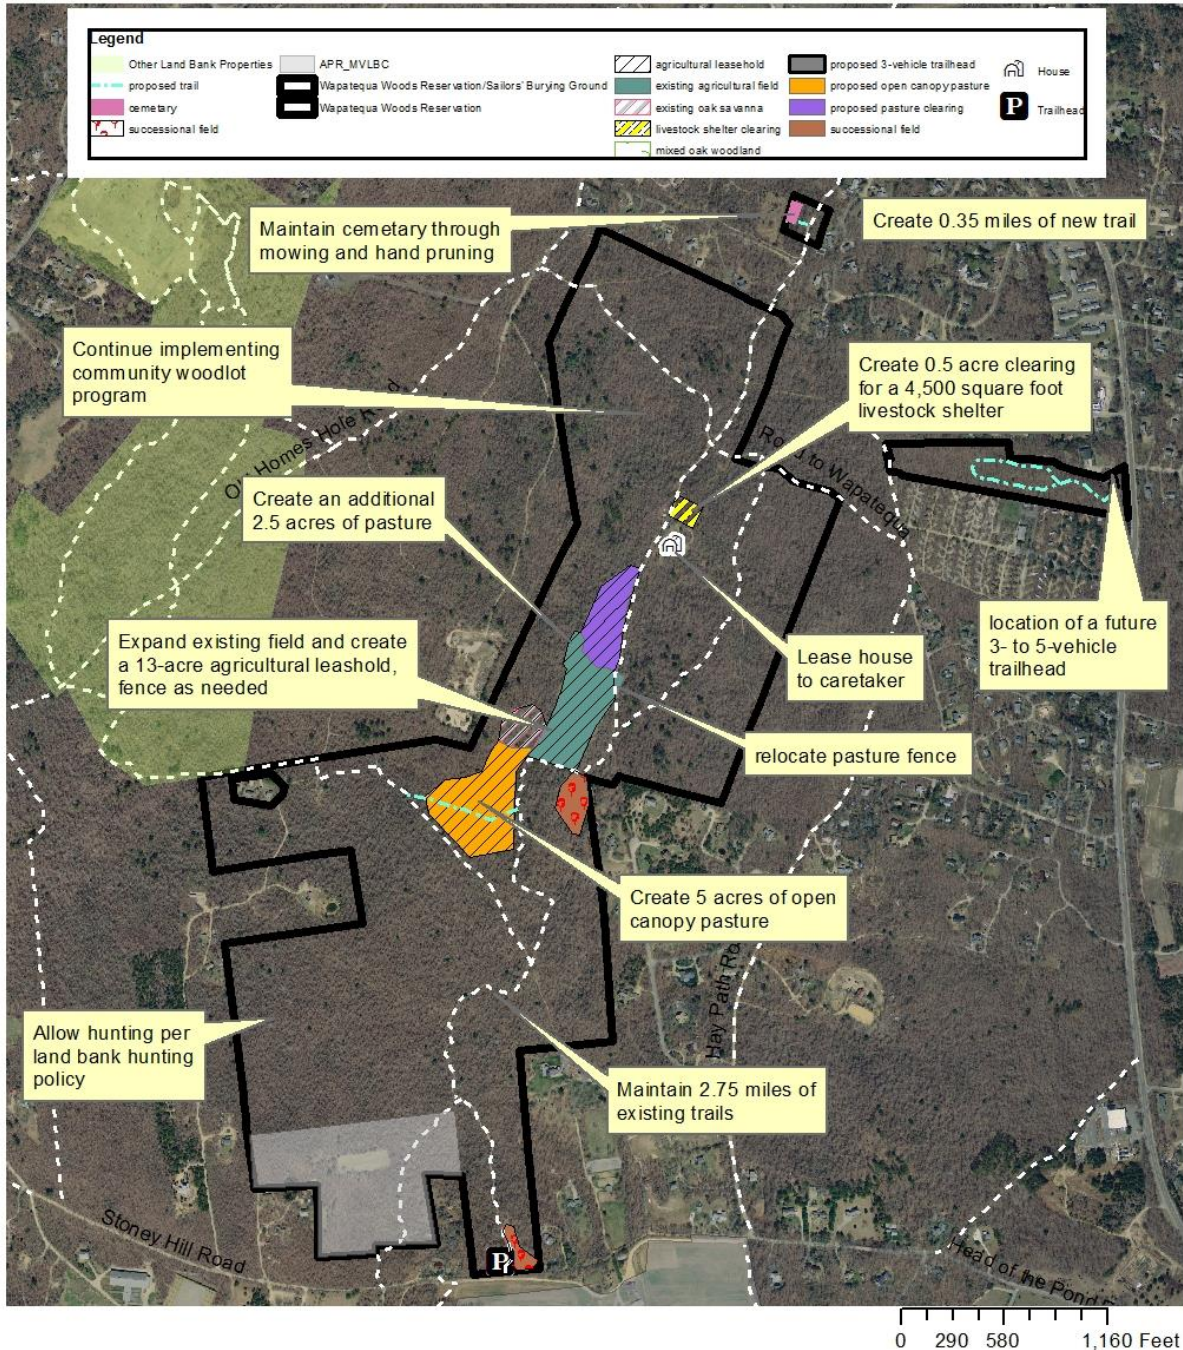 Legend
Other Land Bank Properties
proposed trail
cemetary
successional field
APR_MVLBC
Wapatequa Woods Reservation/Sailors' Burying Ground
Wapatequa Woods Reservation
agricultural leasehold
existing agricultural field
existing oak savanna
livestock shelter clearing
mixed oak woodland
proposed 3-vehicle trailhead
proposed open canopy pasture
proposed pasture clearing
successional field
House
P
Trailhead
Maintain cemetary through
mowing and hand pruning
Create 0.35 miles of new trail
Continue implementing
community woodlot
program
Create 0.5 acre clearing
for a 4,500 square foot
livestock shelter
Homes Hole
Road to Wapatequa
Create an additional
2.5 acres of pasture
Expand existing field and create
a 13-acre agricultural leashold,
fence as needed
Lease house
to caretaker
location of a future
3- to 5-vehicle
trailhead
relocate pasture fence
Create 5 acres of open
canopy pasture
Hay Path
Allow hunting per
land bank hunting
policy
Maintain 2.75 miles of
existing trails
Stoney Hill Road
P
Head of the Pond
0 290 580 1,160 Feet